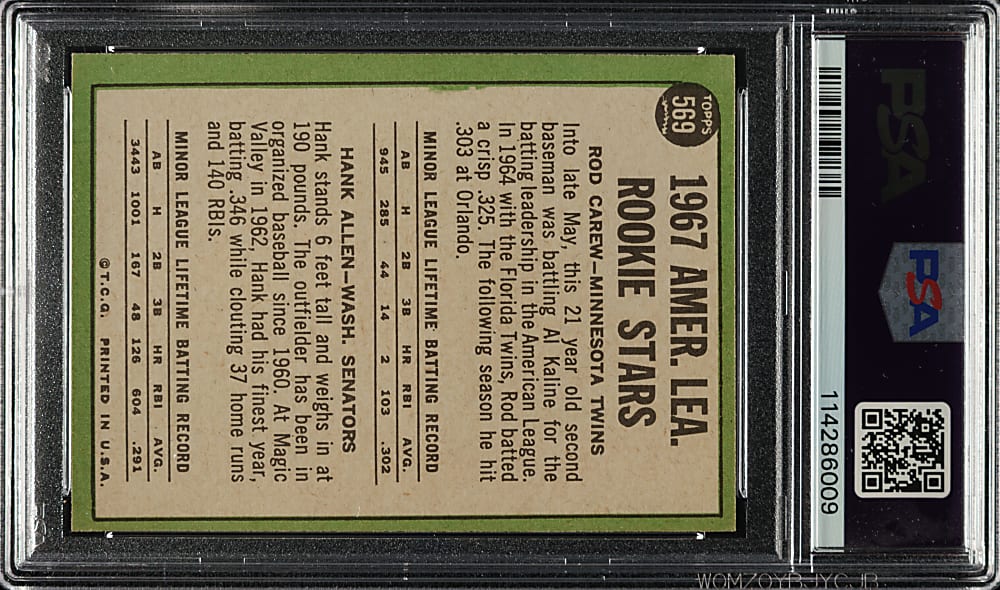 TOPPS
569
1967 AMER. LEA.
ROOKIE STARS
ROD CAREW—MINNESOTA TWINS
Into late May, this 21 year old second
baseman was battling Al Kaline for the
batting leadership in the American League.
In 1964 with the Florida Twins, Rod batted
a crisp .325. The following season he hit
.303 at Orlando.
MINOR LEAGUE LIFETIME BATTING RECORD
AB H 2B 3B HR RBI AVG.
945 285 44 14 2 103 .302
HANK ALLEN—WASH. SENATORS
Hank stands 6 feet tall and weighs in at
190 pounds. The outfielder has been in
organized baseball since 1960. At Magic
Valley in 1962, Hank had his finest year,
batting .346 while clouting 37 home runs
and 140 RBIs.
MINOR LEAGUE LIFETIME BATTING RECORD
AB H 2B 3B HR RBI AVG.
3443 1001 167 48 126 604 .291
© T.C.G. PRINTED IN U.S.A.
PSA
PSA
114286009